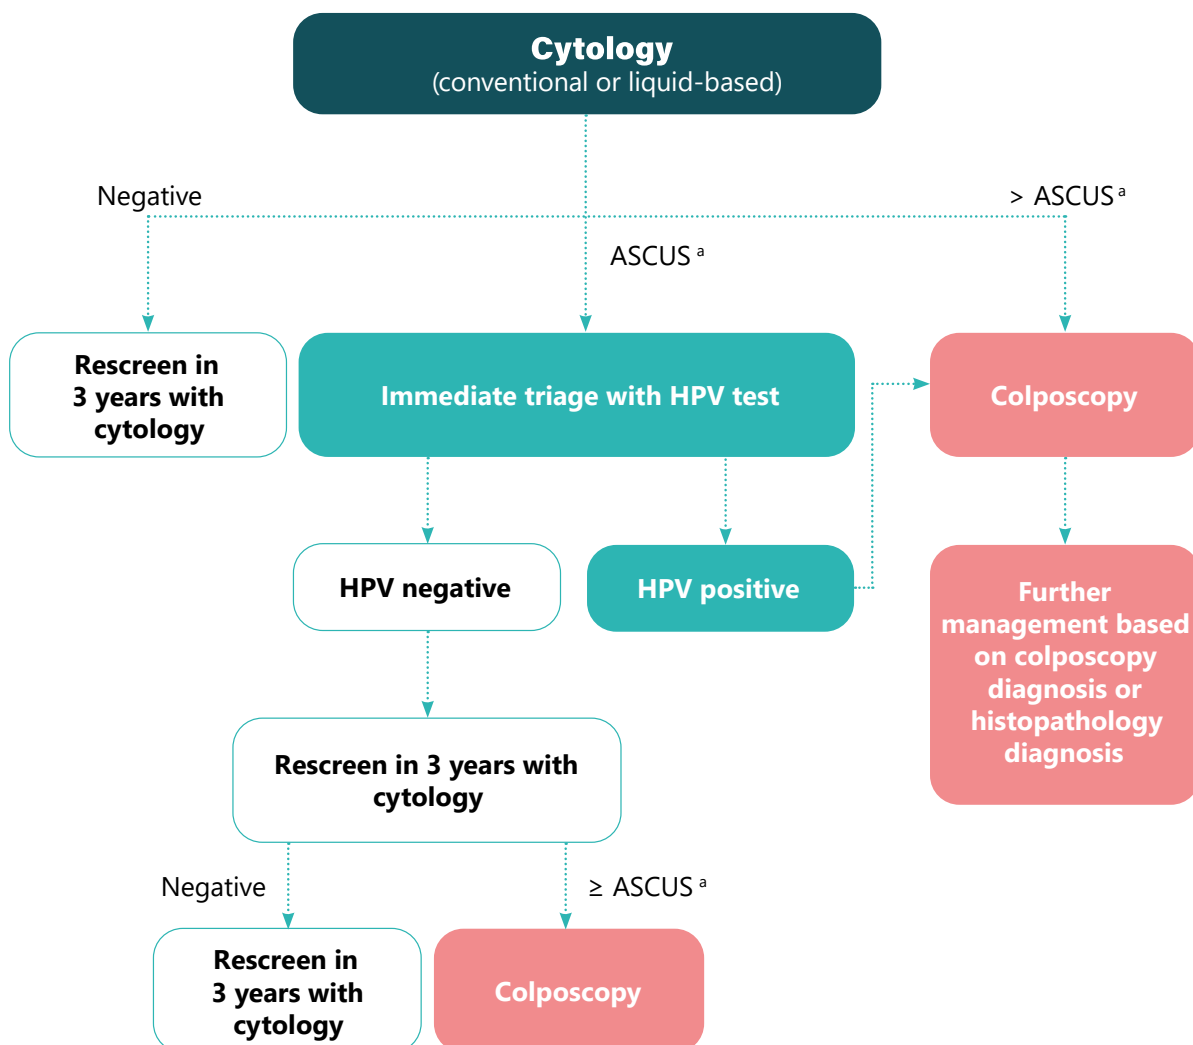 Cytology
(conventional or liquid-based)
Negative
> ASCUS a
ASCUS a
Rescreen in
3 years with
cytology
Immediate triage with HPV test
Colposcopy
HPV negative
HPV positive
Further
management based
on colposcopy
diagnosis or
histopathology
diagnosis
Rescreen in 3 years with
cytology
Negative
≥ ASCUS a
Rescreen in
3 years with
cytology
Colposcopy